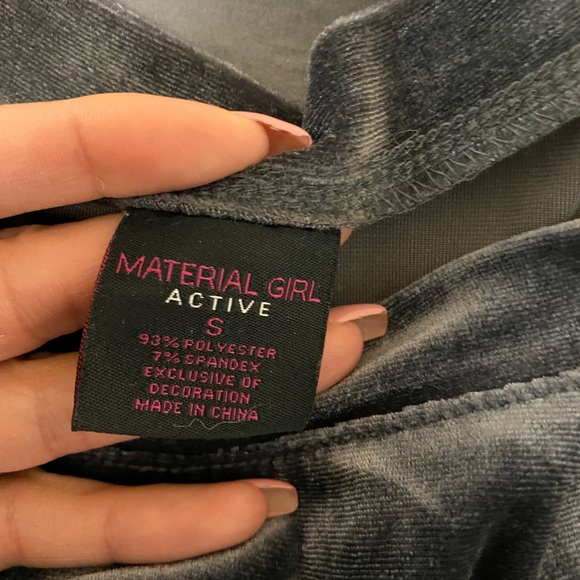 MATERIAL GIRL
ACTIVE
S
93% POLYESTER
7% SPANDEX
EXCLUSIVE OF
DECORATION
MADE IN CHINA